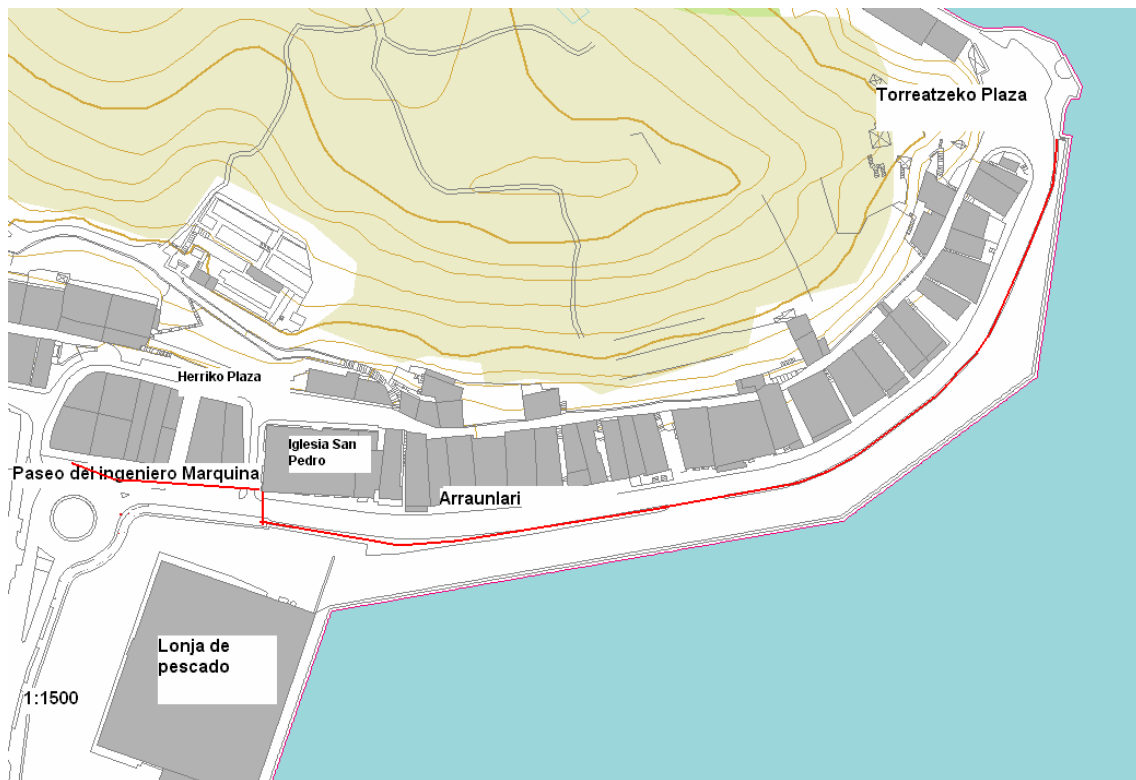 Torreatzeko Plaza
Herriko Plaza
Iglesia San
Pedro
Paseo del ingeniero Marquina
Arraunlari
Lonja de
pescado
1:1500